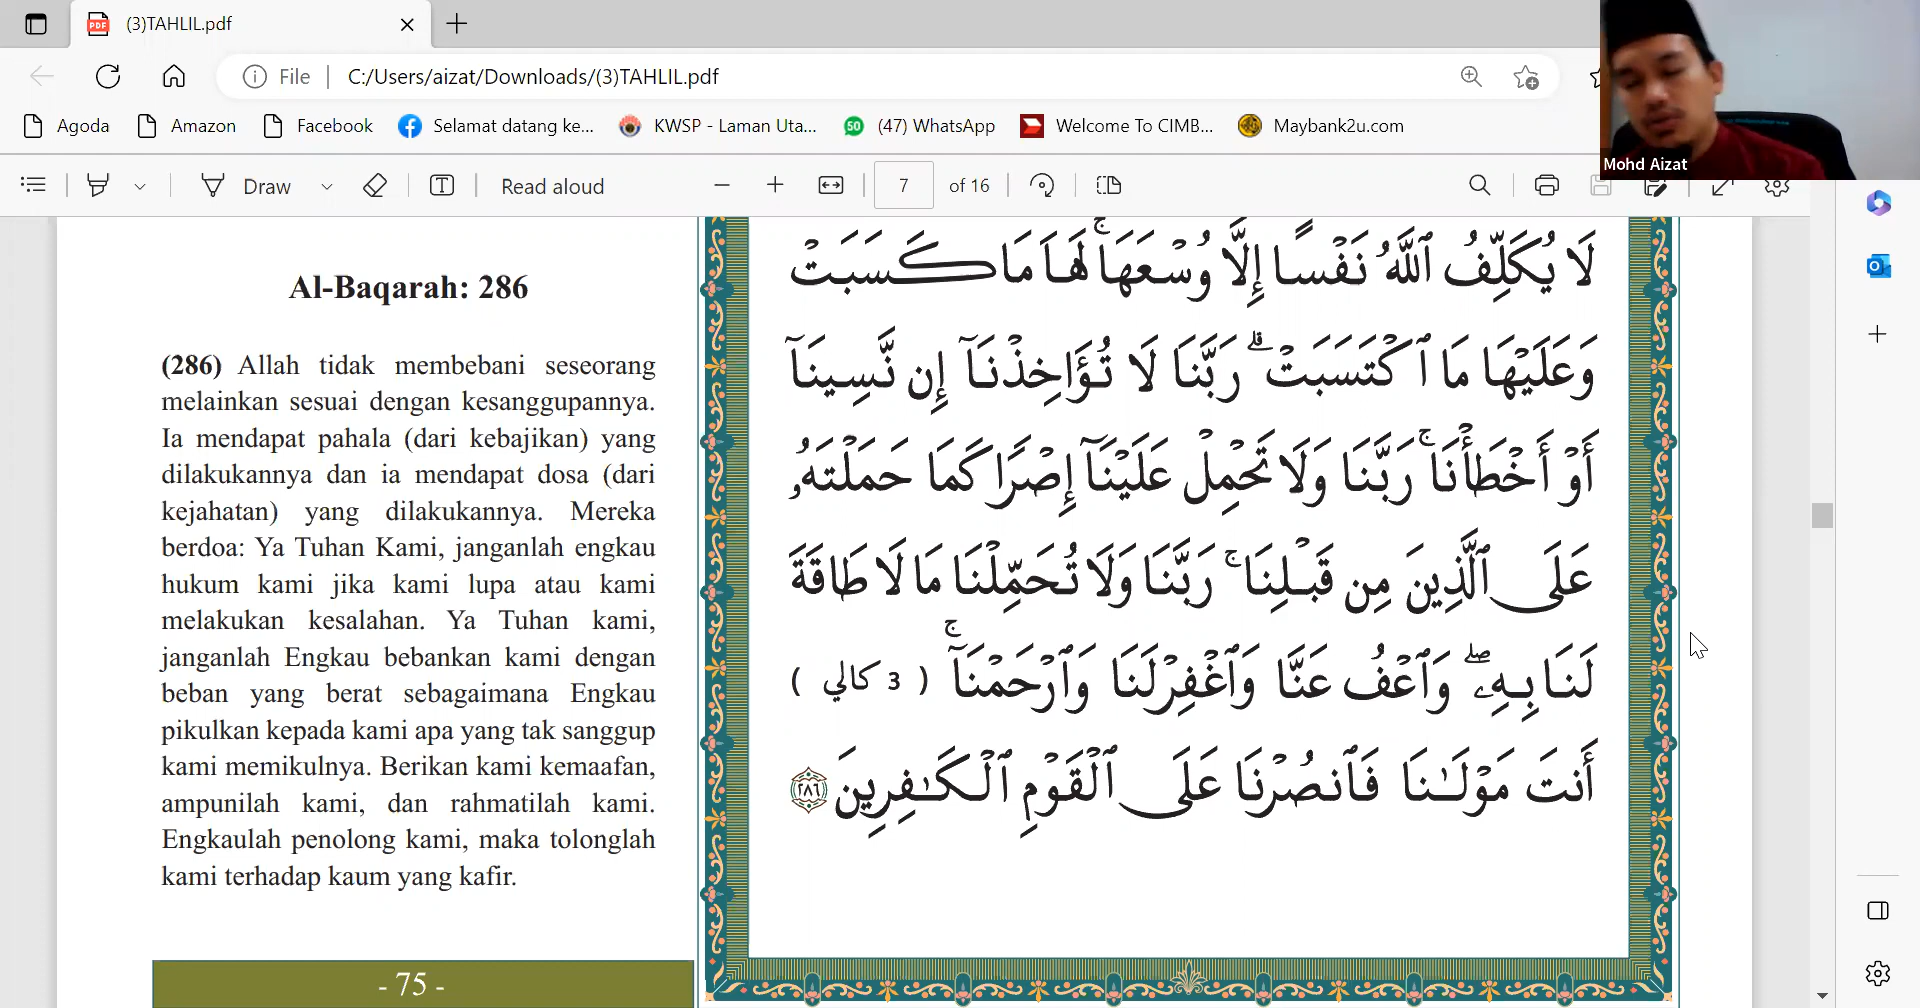 (3)TAHLIL.pdf
File
C:/Users/aizat/Downloads/(3)TAHLIL.pdf
Agoda
Amazon
Facebook
Selamat datang ke...
KWSP - Laman Uta...
50
(47) WhatsApp
Welcome To CIMB...
Maybank2u.com
Mohd Aizat
Draw
Read aloud
7
of 16
Al-Baqarah: 286
(286) Allah tidak membebani seseorang
melainkan sesuai dengan kesanggupannya.
Ia mendapat pahala (dari kebajikan) yang
dilakukannya dan ia mendapat dosa (dari
kejahatan) yang dilakukannya. Mereka
berdoa: Ya Tuhan Kami, janganlah engkau
hukum kami jika kami lupa atau kami
melakukan kesalahan. Ya Tuhan kami,
janganlah Engkau bebankan kami dengan
beban yang berat sebagaimana Engkau
pikulkan kepada kami apa yang tak sanggup
kami memikulnya. Berikan kami kemaafan,
ampunilah kami, dan rahmatilah kami.
Engkaulah penolong kami, maka tolonglah
kami terhadap kaum yang kafir.
- 75 -
لَا يُكَلِّفُ ٱللَّهُ نَفْسًا إِلَّا وُسْعَهَا ۚ لَهَا مَا كَسَبَتْ
وَعَلَيْهَا مَا ٱكْتَسَبَتْ ۗ رَبَّنَا لَا تُؤَاخِذْنَآ إِن نَّسِينَآ
أَوْ أَخْطَأْنَا ۚ رَبَّنَا وَلَا تَحْمِلْ عَلَيْنَآ إِصْرًا كَمَا حَمَلْتَهُۥ
عَلَى ٱلَّذِينَ مِن قَبْلِنَا ۚ رَبَّنَا وَلَا تُحَمِّلْنَا مَا لَا طَاقَةَ
لَنَا بِهِۦ ۖ وَٱعْفُ عَنَّا وَٱغْفِرْ لَنَا وَٱرْحَمْنَآ ۚ ( 3 كالي )
أَنتَ مَوْلَىٰنَا فَٱنصُرْنَا عَلَى ٱلْقَوْمِ ٱلْكَـٰفِرِينَ ٢٨٦